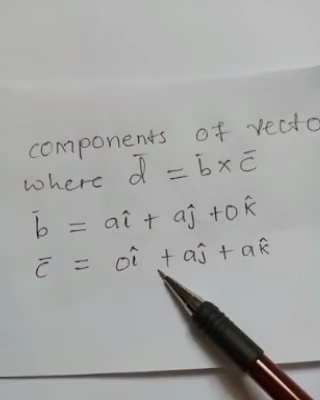 components of vecto
where d̄ = b̄ × c̄
b̄ = aî + aĵ + 0k̂
c̄ = 0î + aĵ + ak̂